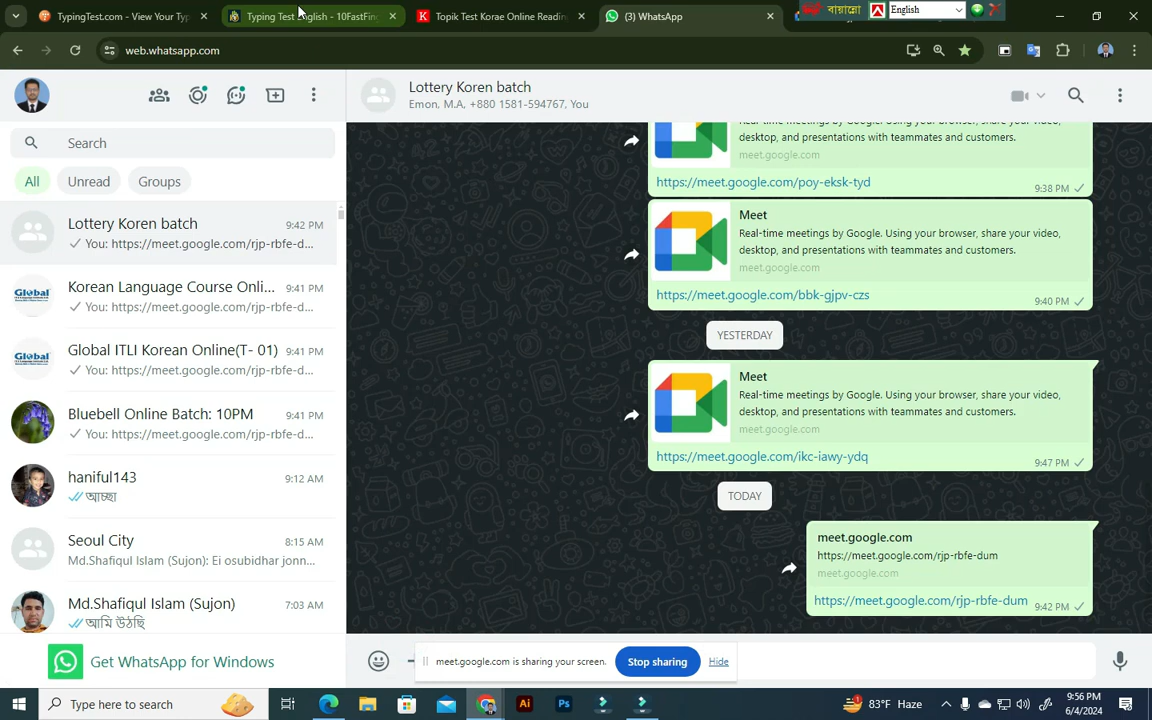 TypingTest.com - View Your Ty
Typing Test English - 10FastFin
Topik Test Korae Online Readin
(3) WhatsApp
English
web.whatsapp.com
Lottery Koren batch
Emon, M.A, +880 1581-594767, You
Search
All
Unread
Groups
Lottery Koren batch
9:42 PM
You: https://meet.google.com/rjp-rbfe-d...
Korean Language Course Onli...
9:41 PM
You: https://meet.google.com/rjp-rbfe-d...
Global
Global ITLI Korean Online(T- 01)
9:41 PM
You: https://meet.google.com/rjp-rbfe-d...
Global
Bluebell Online Batch: 10PM
9:41 PM
You: https://meet.google.com/rjp-rbfe-d...
haniful143
9:12 AM
আচ্ছা
Seoul City
8:15 AM
Md.Shafiqul Islam (Sujon): Ei osubidhar jonn...
Md.Shafiqul Islam (Sujon)
7:03 AM
আমি উঠছি
Get WhatsApp for Windows
Real-time meetings by Google. Using your browser, share your video,
desktop, and presentations with teammates and customers.
meet.google.com
https://meet.google.com/poy-eksk-tyd
9:38 PM
Meet
Real-time meetings by Google. Using your browser, share your video,
desktop, and presentations with teammates and customers.
meet.google.com
https://meet.google.com/bbk-gjpv-czs
9:40 PM
YESTERDAY
Meet
Real-time meetings by Google. Using your browser, share your video,
desktop, and presentations with teammates and customers.
meet.google.com
https://meet.google.com/ikc-iawy-ydq
9:47 PM
TODAY
meet.google.com
https://meet.google.com/rjp-rbfe-dum
meet.google.com
https://meet.google.com/rjp-rbfe-dum
9:42 PM
meet.google.com is sharing your screen.
Stop sharing
Hide
Type here to search
Ai
Ps
1
83°F Haze
9:56 PM
6/4/2024